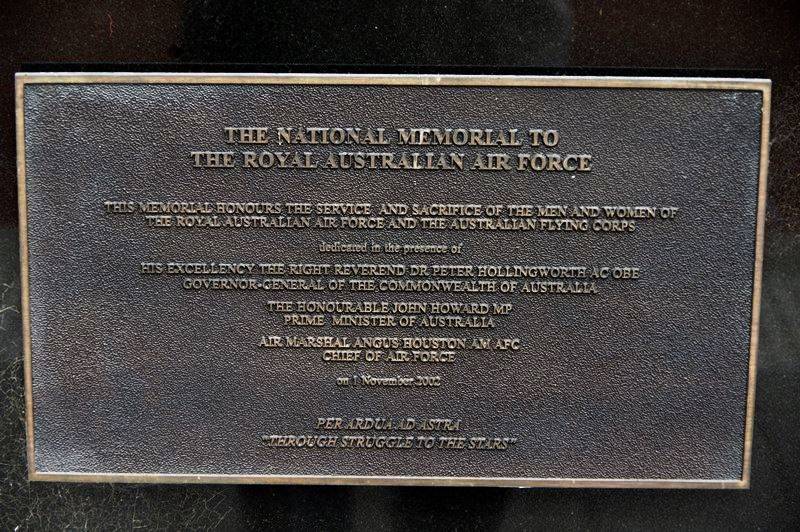 THE NATIONAL MEMORIAL TO
THE ROYAL AUSTRALIAN AIR FORCE
THIS MEMORIAL HONOURS THE SERVICE AND SACRIFICE OF THE MEN AND WOMEN OF
THE ROYAL AUSTRALIAN AIR FORCE AND THE AUSTRALIAN FLYING CORPS
dedicated in the presence of
HIS EXCELLENCY THE RIGHT REVEREND DR PETER HOLLINGWORTH AC OBE
GOVERNOR-GENERAL OF THE COMMONWEALTH OF AUSTRALIA
THE HONOURABLE JOHN HOWARD MP
PRIME MINISTER OF AUSTRALIA
AIR MARSHAL ANGUS HOUSTON AM AFC
CHIEF OF AIR FORCE
on 1 November 2002
PER ARDUA AD ASTRA
"THROUGH STRUGGLE TO THE STARS"